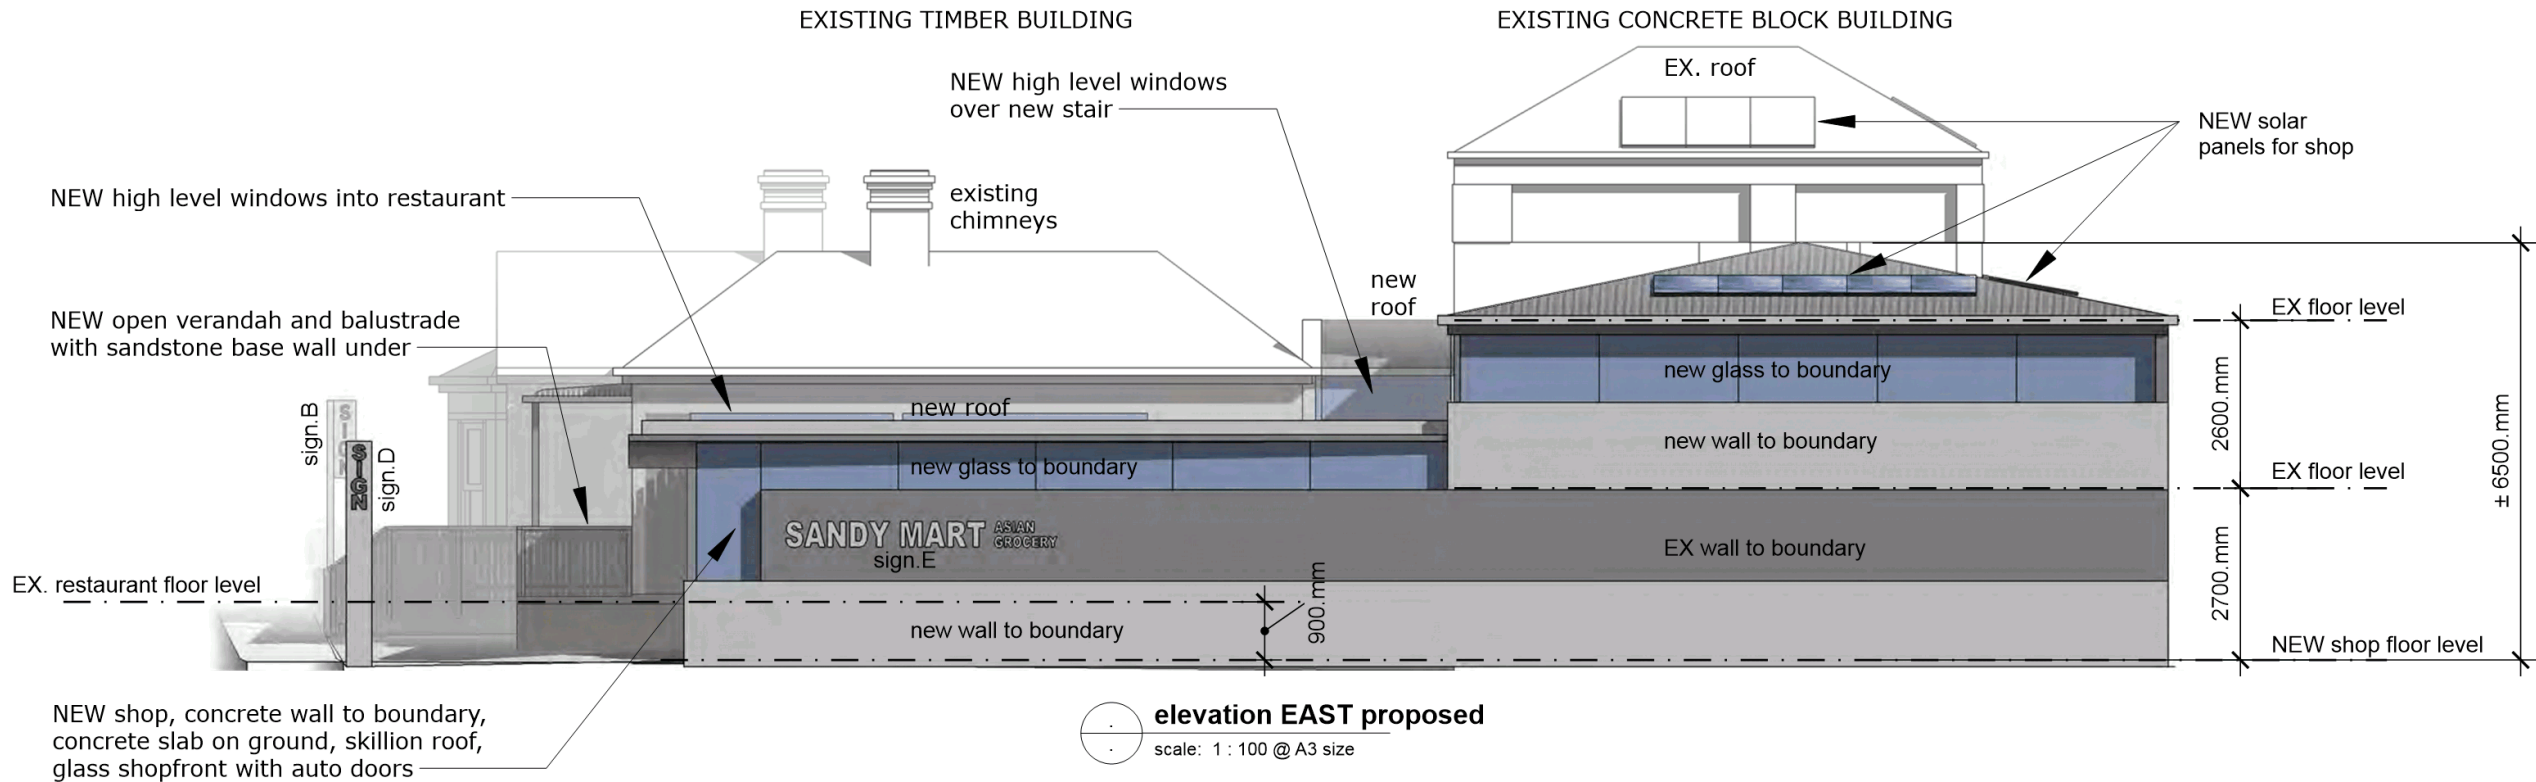 EXISTING TIMBER BUILDING
EXISTING CONCRETE BLOCK BUILDING
NEW high level windows
over new stair
EX. roof
NEW solar
panels for shop
NEW high level windows into restaurant
existing
chimneys
new
roof
EX floor level
NEW open verandah and balustrade
with sandstone base wall under
new glass to boundary
2600.mm
± 6500.mm
new roof
sign.B
SIGN
SIGN
sign.D
new wall to boundary
new glass to boundary
EX floor level
SANDY MART ASIAN
GROCERY
sign.E
EX wall to boundary
2700.mm
EX. restaurant floor level
900.mm
new wall to boundary
NEW shop floor level
NEW shop, concrete wall to boundary,
concrete slab on ground, skillion roof,
glass shopfront with auto doors
elevation EAST proposed
scale: 1 : 100 @ A3 size